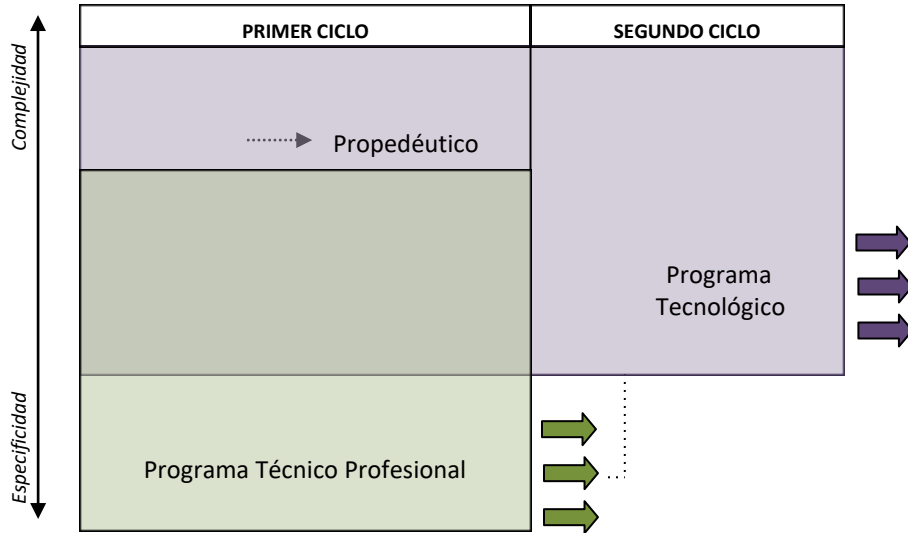 PRIMER CICLO
SEGUNDO CICLO
Complejidad
Propedéutico
Programa
Tecnológico
Especificidad
Programa Técnico Profesional